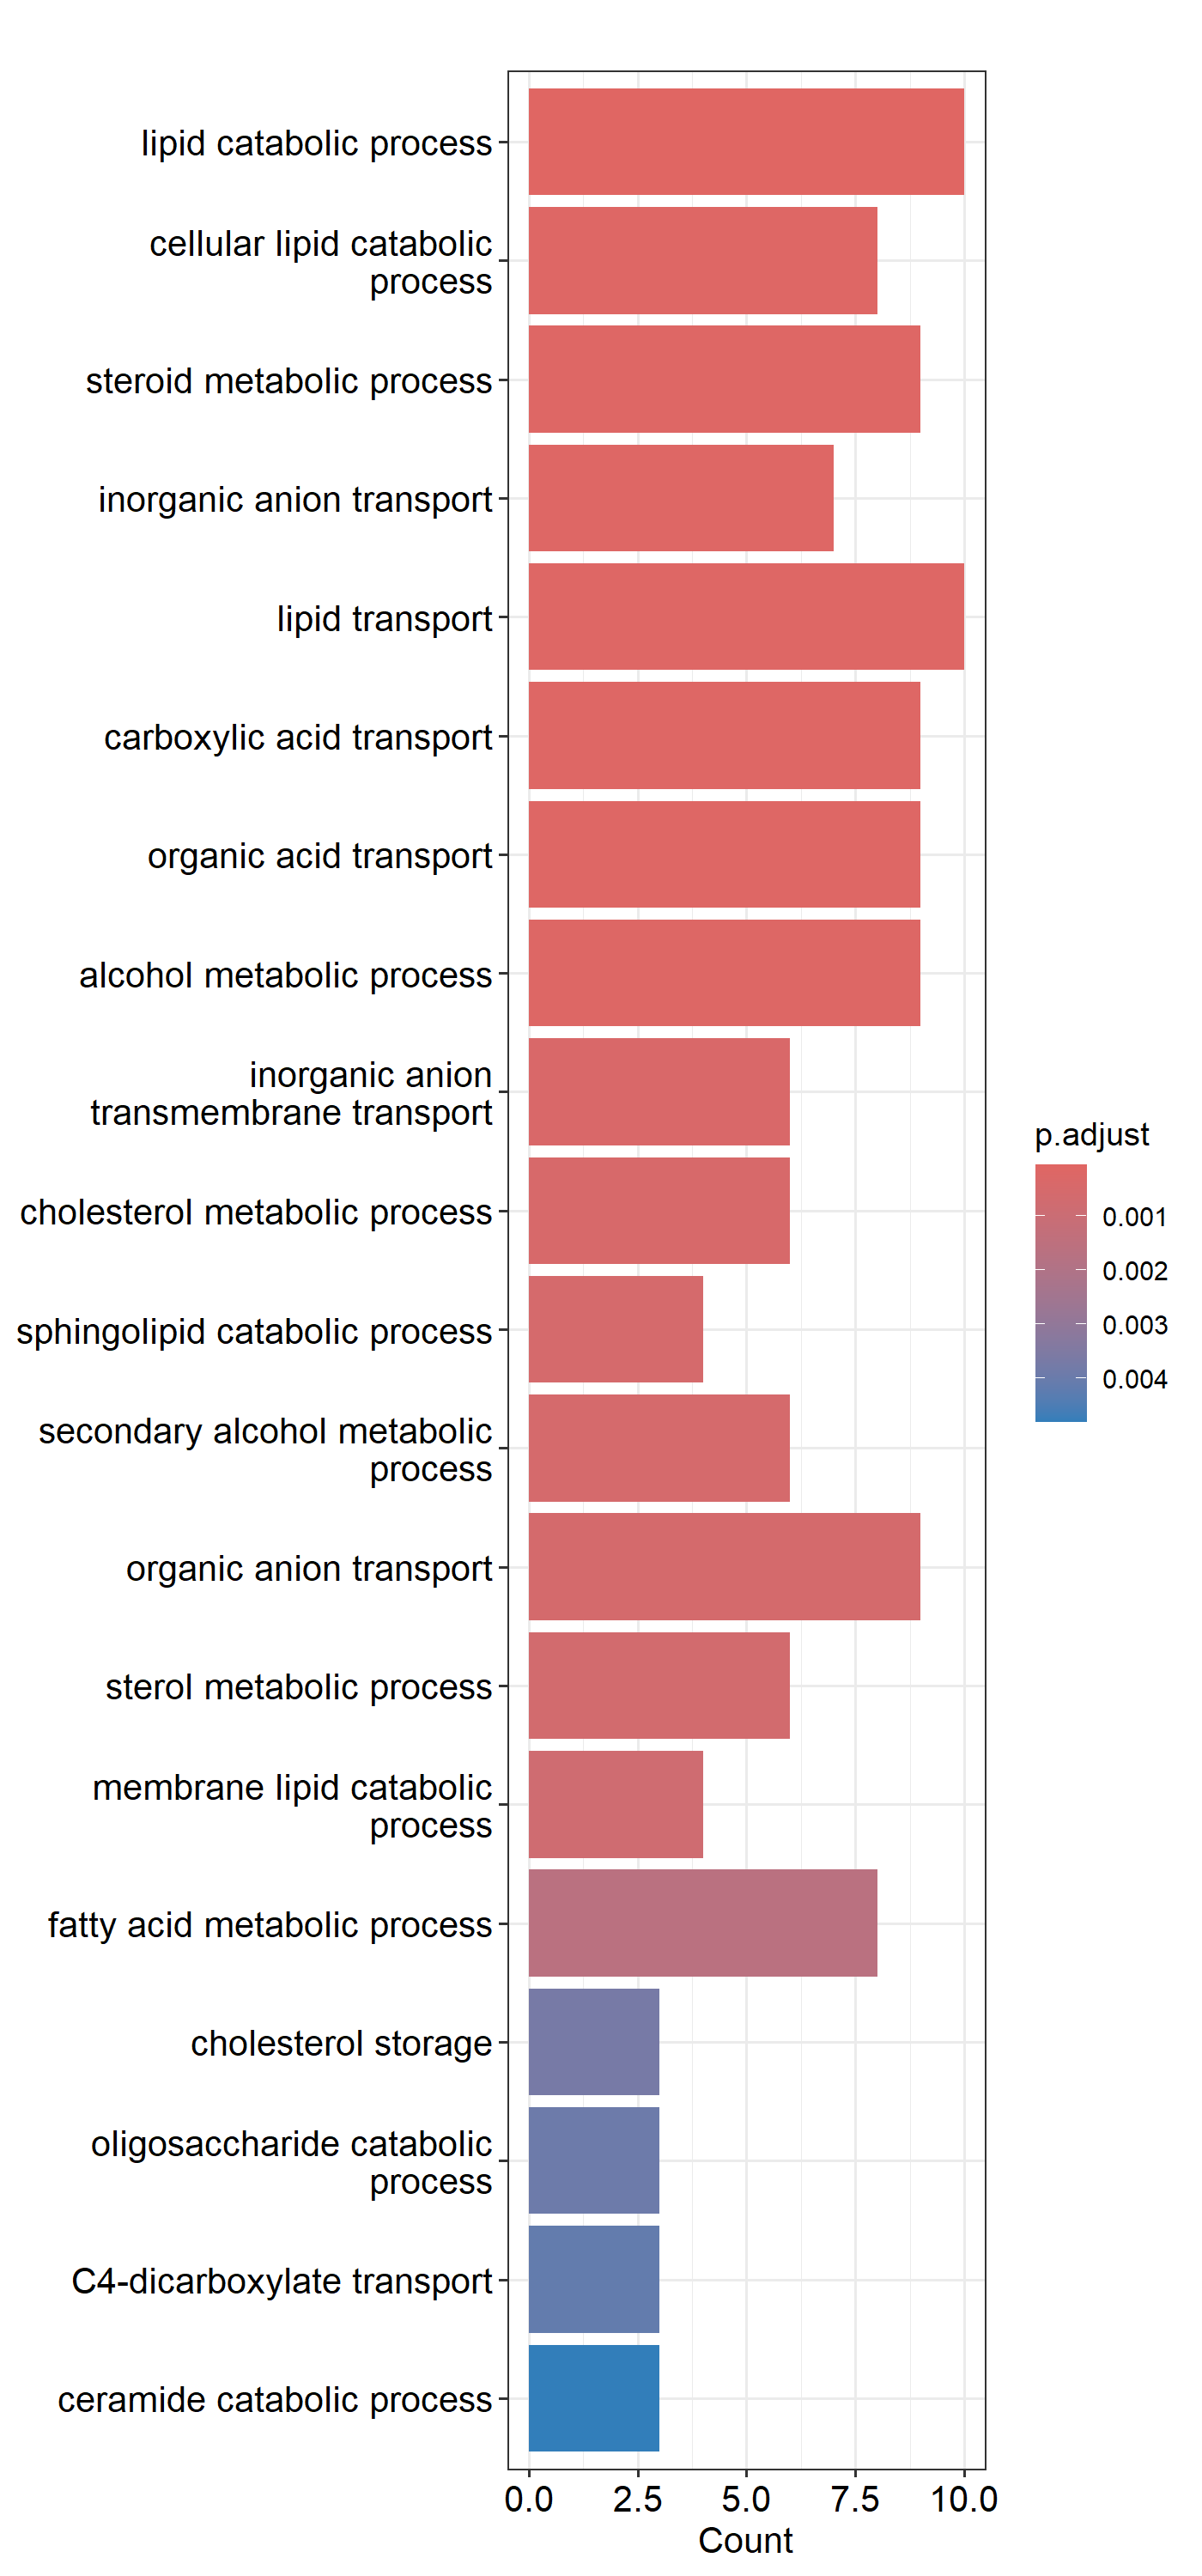 lipid catabolic process
cellular lipid catabolic
process
steroid metabolic process
inorganic anion transport
lipid transport
carboxylic acid transport
organic acid transport
alcohol metabolic process
inorganic anion
transmembrane transport
cholesterol metabolic process
sphingolipid catabolic process
secondary alcohol metabolic
process
organic anion transport
sterol metabolic process
membrane lipid catabolic
process
fatty acid metabolic process
cholesterol storage
oligosaccharide catabolic
process
C4-dicarboxylate transport
ceramide catabolic process
0.0 2.5 5.0 7.5 10.0
Count
p.adjust
0.001
0.002
0.003
0.004